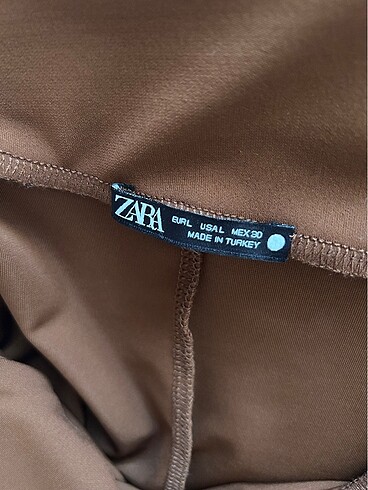 ZARA
EUR L USA L MEX 30
MADE IN TURKEY